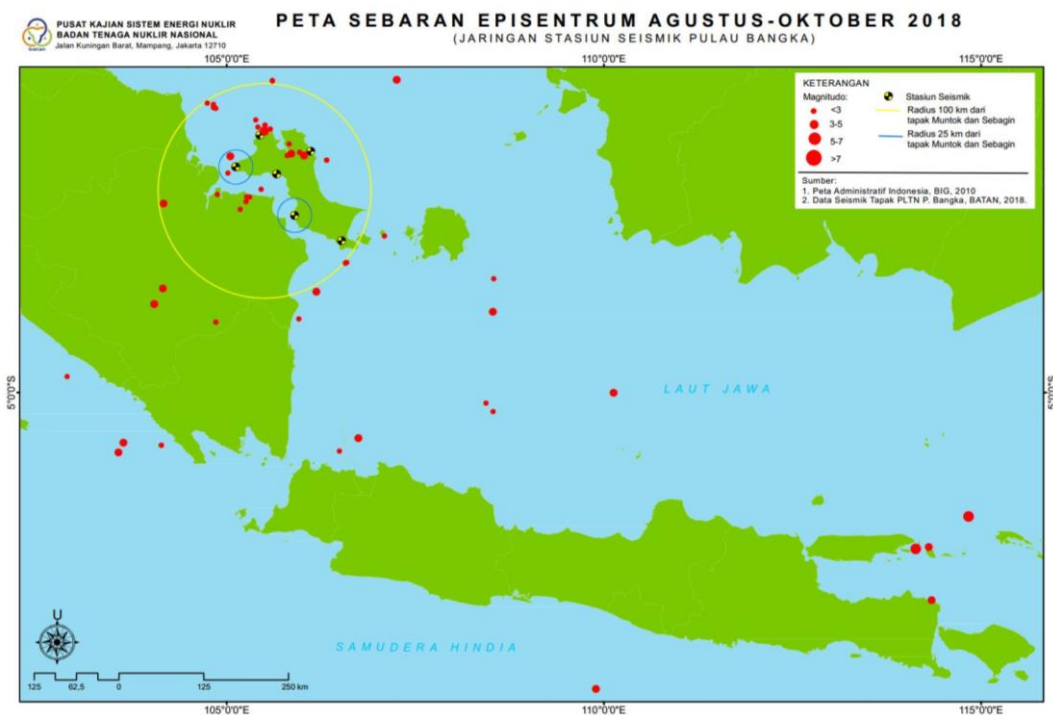 PUSAT KAJIAN SISTEM ENERGI NUKLIR
BADAN TENAGA NUKLIR NASIONAL
Jalan Kuningan Barat, Mampang, Jakarta 12710
PETA SEBARAN EPISENTRUM AGUSTUS-OKTOBER 2018
(JARINGAN STASIUN SEISMIK PULAU BANGKA)
105°0'0"E
110°0'0"E
115°0'0"E
KETERANGAN
Magnitudo:
<3
3-5
5-7
>7
Stasiun Seismik
Radius 100 km dari
tapak Muntok dan Sebagin
Radius 25 km dari
tapak Muntok dan Sebagin
Sumber:
1. Peta Administratif Indonesia, BIG, 2010
2. Data Seismik Tapak PLTN P. Bangka, BATAN, 2018.
5°0'0"S
LAUT JAWA
5°0'0"S
U
SAMUDERA HINDIA
125 62,5 0 125 250 km
105°0'0"E
110°0'0"E
115°0'0"E